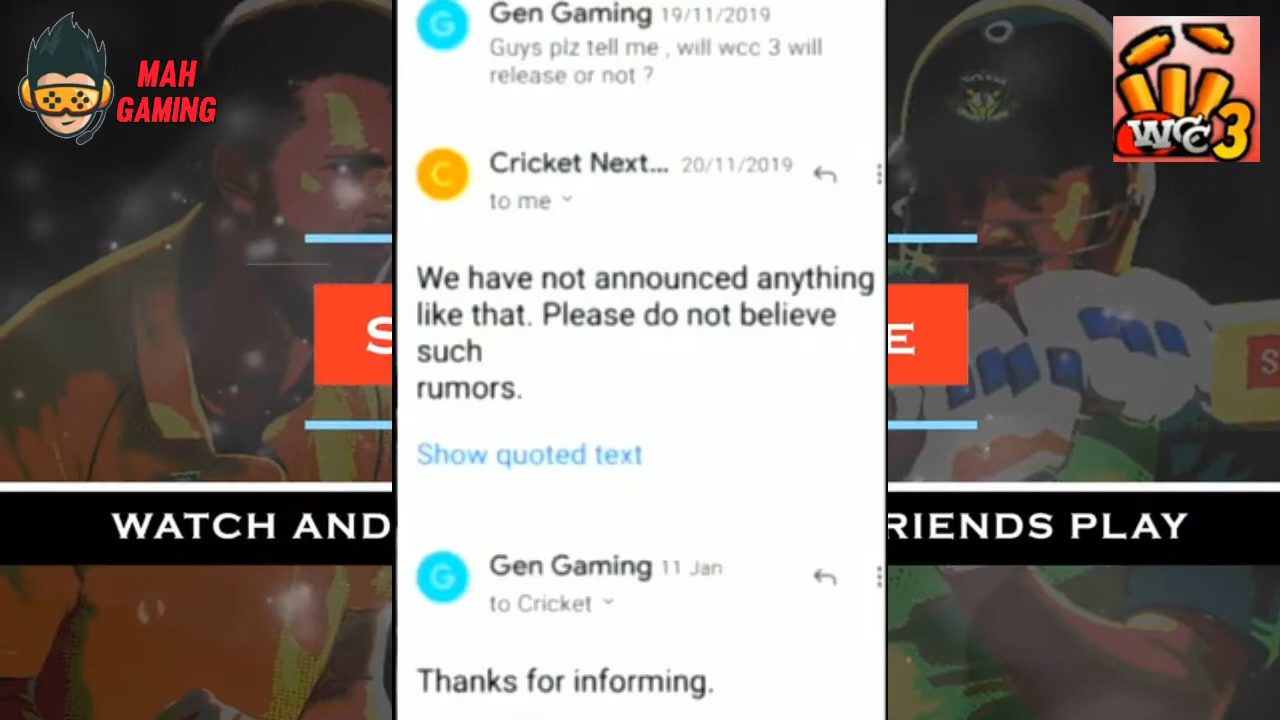 MAH
GAMING
Gen Gaming 19/11/2019
Guys plz tell me , will wcc 3 will
release or not ?
WCC3
Cricket Next... 20/11/2019
to me
We have not announced anything
like that. Please do not believe
such
rumors.
Show quoted text
WATCH AND
RIENDS PLAY
Gen Gaming 11 Jan
to Cricket
Thanks for informing.